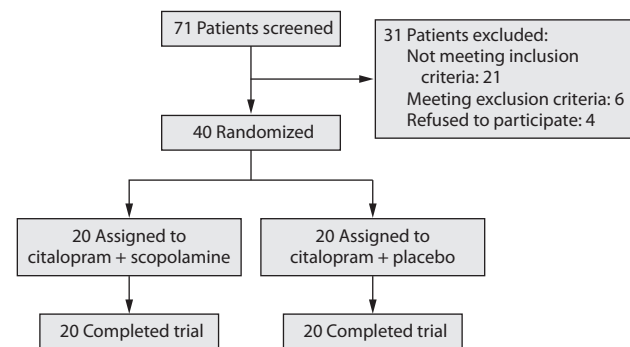 71 Patients screened
31 Patients excluded:
Not meeting inclusion
criteria: 21
Meeting exclusion criteria: 6
Refused to participate: 4
40 Randomized
20 Assigned to
citalopram + scopolamine
20 Assigned to
citalopram + placebo
20 Completed trial
20 Completed trial